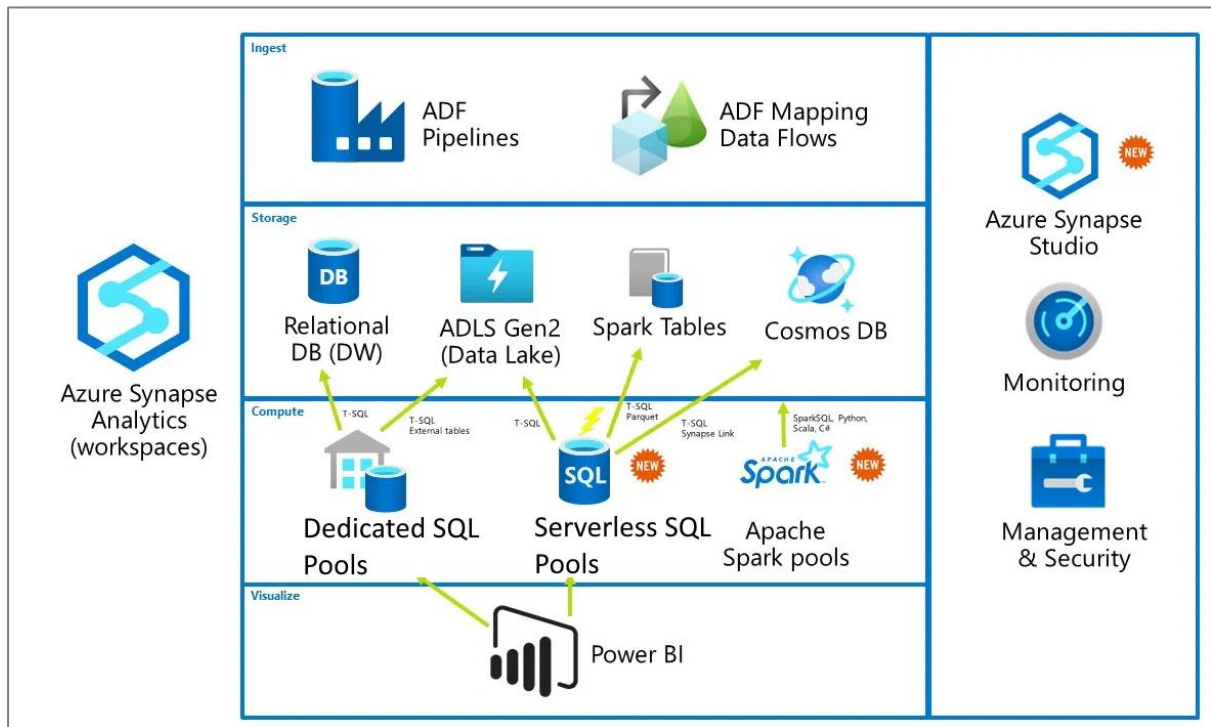 Ingest
ADF
Pipelines
ADF Mapping
Data Flows
Storage
DB
Relational
DB (DW)
ADLS Gen2
(Data Lake)
Spark Tables
Cosmos DB
Azure Synapse
Analytics
(workspaces)
Compute
T-SQL
T-SQL
External tables
T-SQL
T-SQL
Parquet
T-SQL
Synapse Link
SparkSQL, Python,
Scala, C#
SQL
NEW
APACHE
Spark
NEW
Dedicated SQL
Pools
Serverless SQL
Pools
Apache
Spark pools
Visualize
Power BI
NEW
Azure Synapse
Studio
Monitoring
Management
& Security